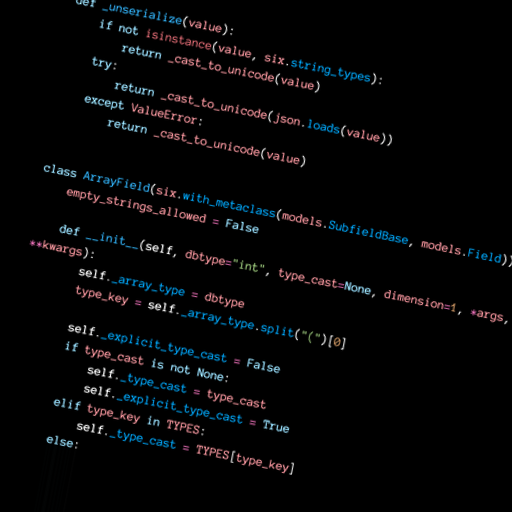 def _unserialize(value):
if not isinstance(value, six.string_types):
return _cast_to_unicode(value)
try:
return _cast_to_unicode(json.loads(value))
except ValueError:
return _cast_to_unicode(value)
class ArrayField(six.with_metaclass(models.SubfieldBase, models.Field))
empty_strings_allowed = False
def __init__(self, dbtype="int", type_cast=None, dimension=1, *args,
**kwargs):
self._array_type = dbtype
type_key = self._array_type.split("(")[0]
self._explicit_type_cast = False
if type_cast is not None:
self._type_cast = type_cast
self._explicit_type_cast = True
elif type_key in TYPES:
self._type_cast = TYPES[type_key]
else: